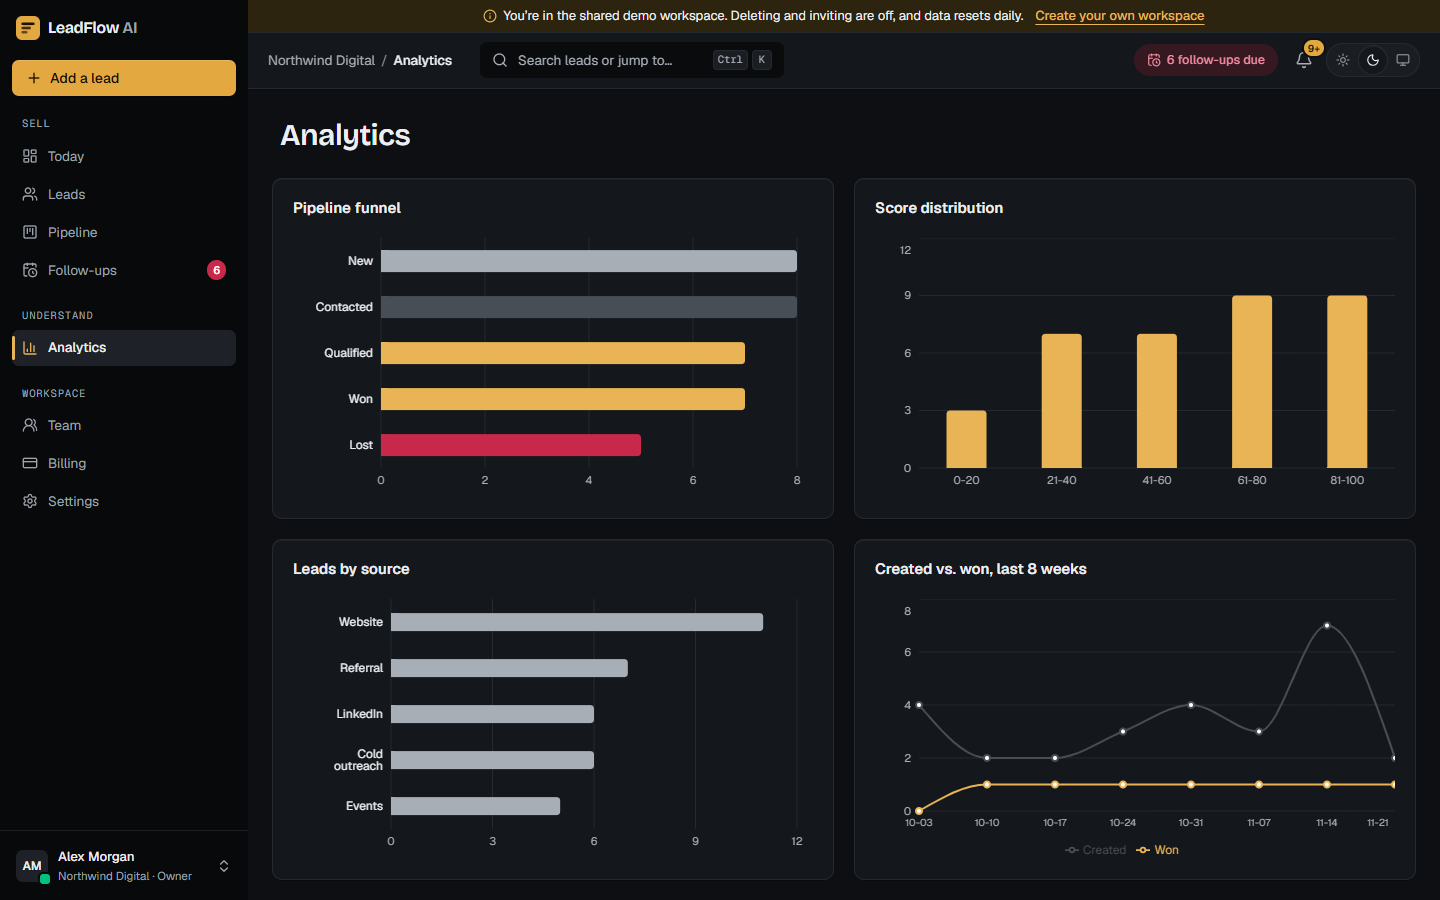 LeadFlow AI
Add a lead
SELL
Today
Leads
Pipeline
Follow-ups 6
UNDERSTAND
Analytics
WORKSPACE
Team
Billing
Settings
AM
Alex Morgan
Northwind Digital · Owner
You're in the shared demo workspace. Deleting and inviting are off, and data resets daily. Create your own workspace
Northwind Digital / Analytics
Search leads or jump to...
Ctrl K
6 follow-ups due
9+
Analytics
Pipeline funnel
New
Contacted
Qualified
Won
Lost
0 2 4 6 8
Score distribution
12
9
6
3
0
0-20 21-40 41-60 61-80 81-100
Leads by source
Website
Referral
LinkedIn
Cold
outreach
Events
0 3 6 9 12
Created vs. won, last 8 weeks
8
6
4
2
0
10-03 10-10 10-17 10-24 10-31 11-07 11-14 11-21
Created Won